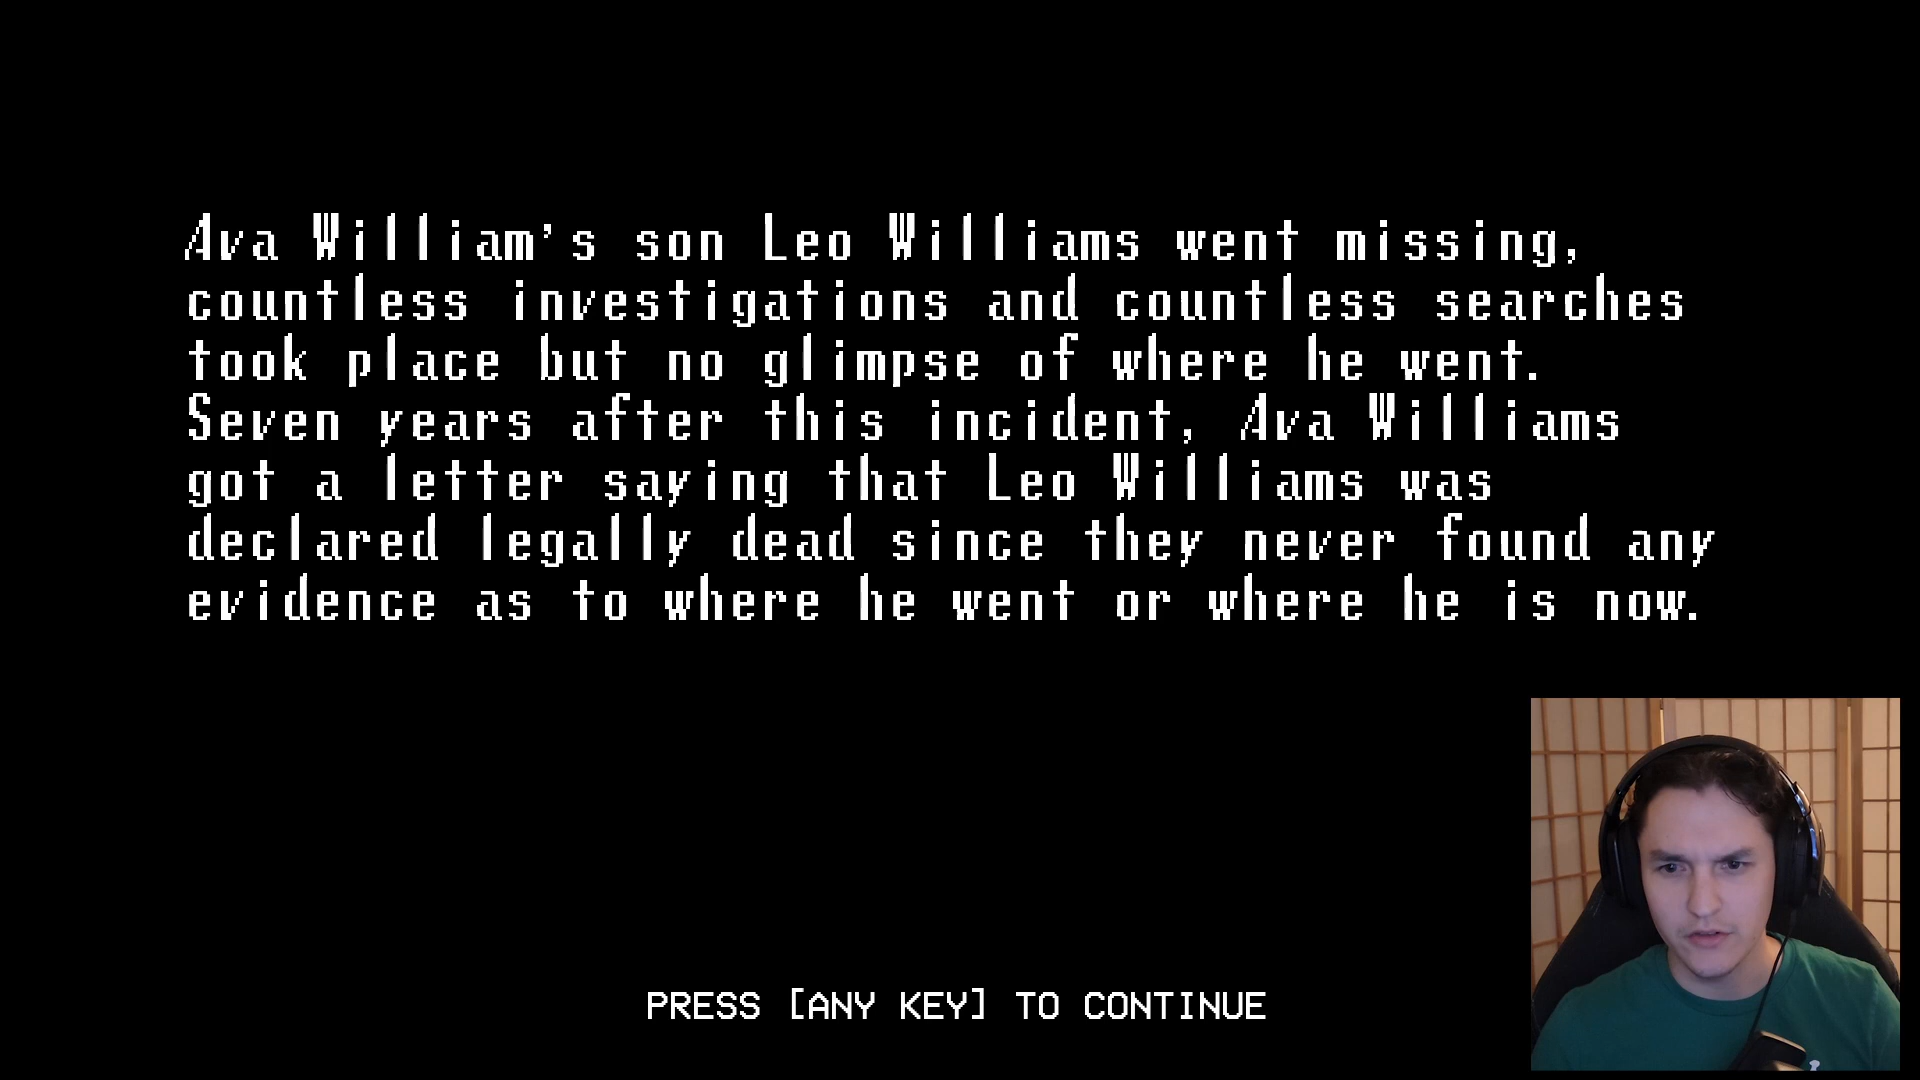 Ava William's son Leo Williams went missing,
countless investigations and countless searches
took place but no glimpse of where he went.
Seven years after this incident, Ava Williams
got a letter saying that Leo Williams was
declared legally dead since they never found any
evidence as to where he went or where he is now.
PRESS [ANY KEY] TO CONTINUE